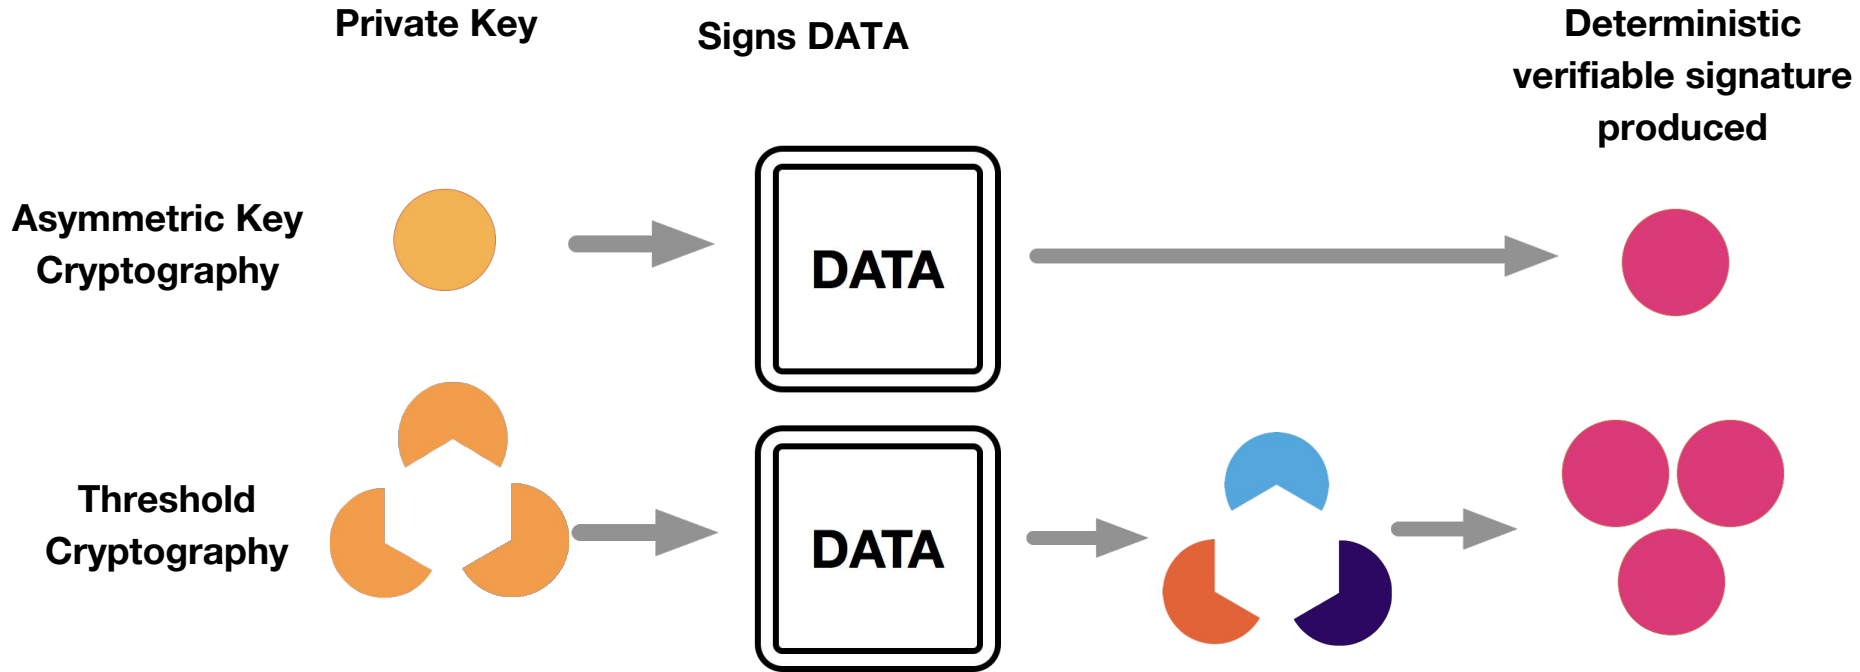 Private Key
Signs DATA
Deterministic
verifiable signature
produced
Asymmetric Key
Cryptography
DATA
Threshold
Cryptography
DATA